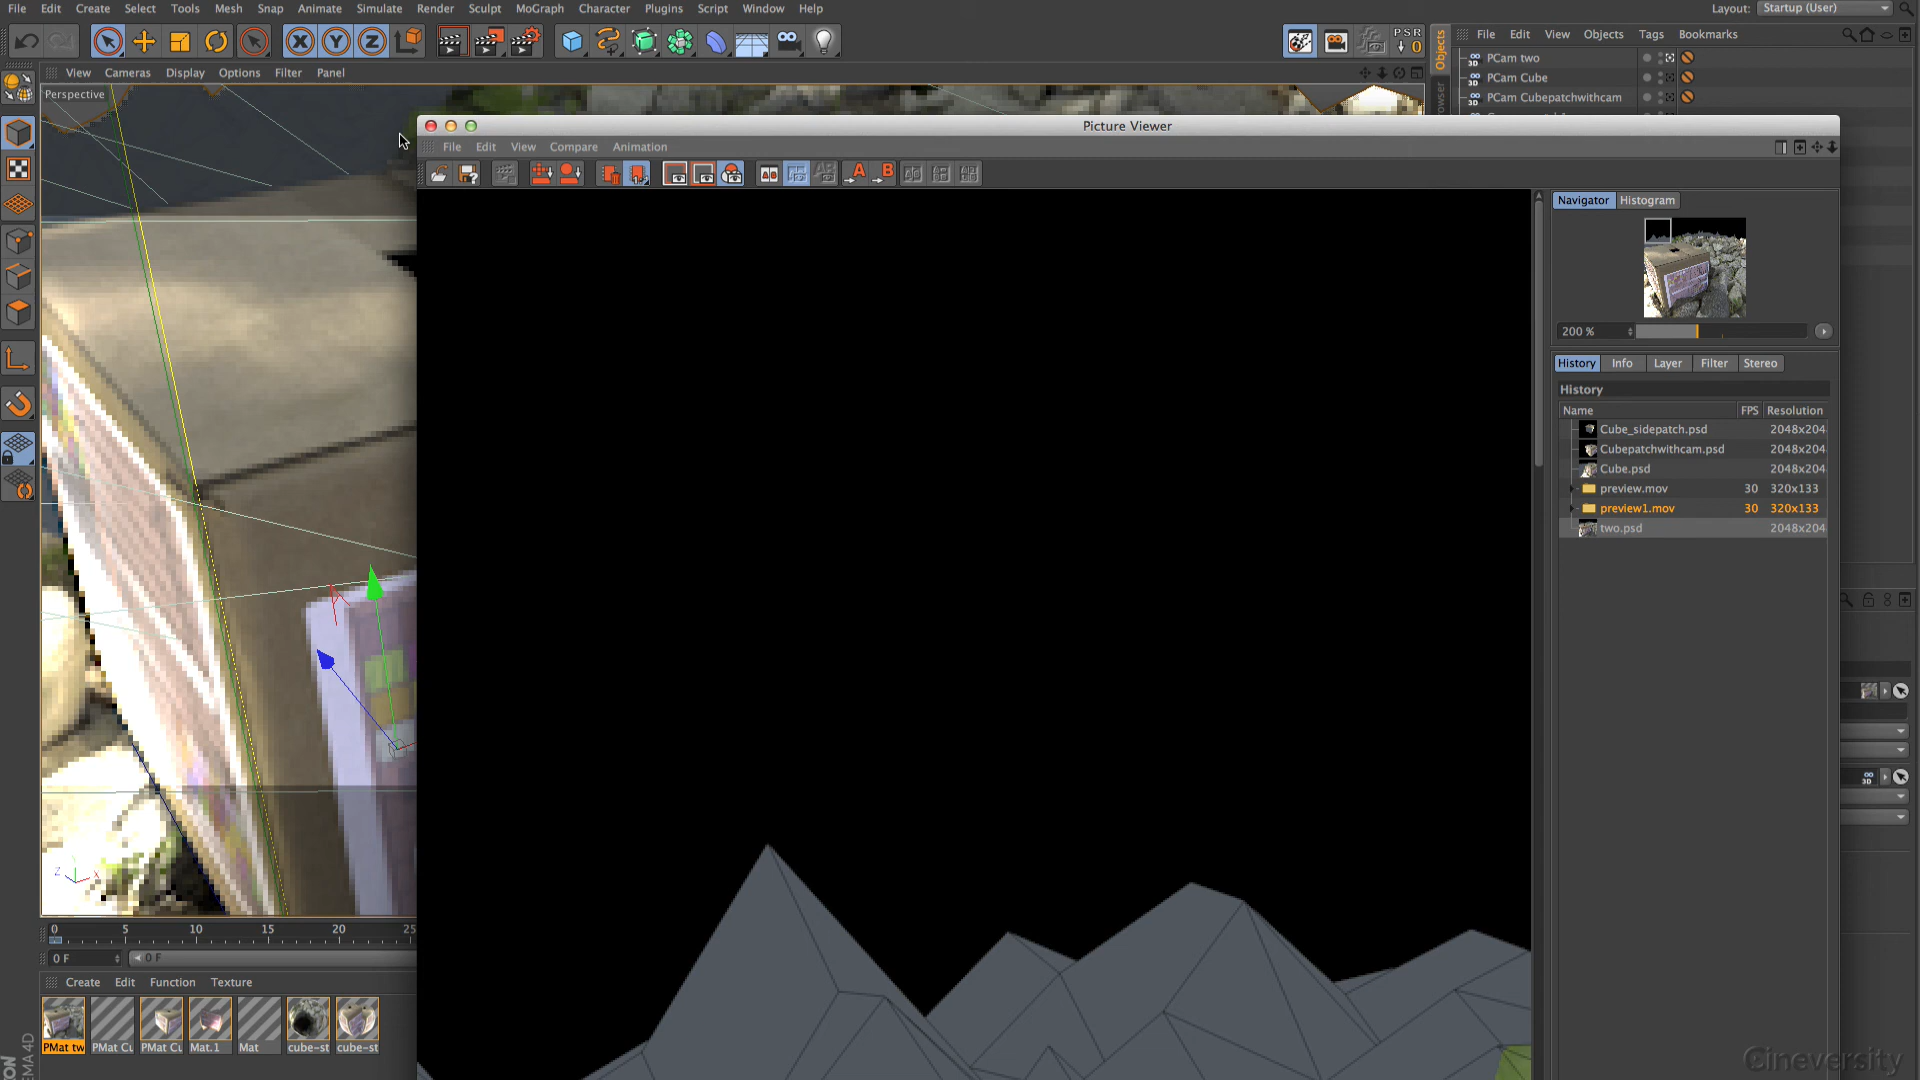 File Edit Create Select Tools Mesh Snap Animate Simulate Render Sculpt MoGraph Character Plugins Script Window Help
Layout: Startup (User)
PSR
0
File Edit View Objects Tags Bookmarks
Objects
PCam two
PCam Cube
PCam Cubepatchwithcam
View Cameras Display Options Filter Panel
Perspective
Picture Viewer
File Edit View Compare Animation
A B
Navigator Histogram
200 %
History Info Layer Filter Stereo
History
Name FPS Resolution
Cube_sidepatch.psd 2048x204
Cubepatchwithcam.psd 2048x204
Cube.psd 2048x204
preview.mov 30 320x133
preview1.mov 30 320x133
two.psd 2048x204
X Y Z
Z X
0 5 10 15 20 25
0 F 0 F
Create Edit Function Texture
PMat tw PMat Cu PMat Cu Mat.1 Mat cube-st cube-st
EMA 4D
Cineversity